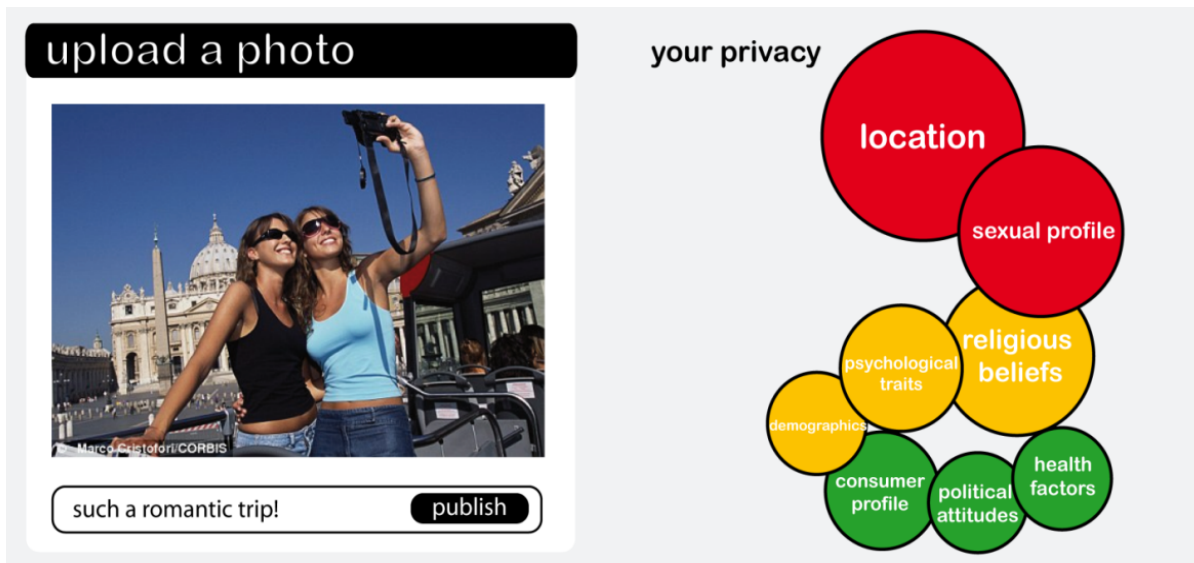 upload a photo
© Marco Cristofori/CORBIS
such a romantic trip!
publish
your privacy
location
sexual profile
religious
beliefs
psychological
traits
demographics
consumer
profile
political
attitudes
health
factors